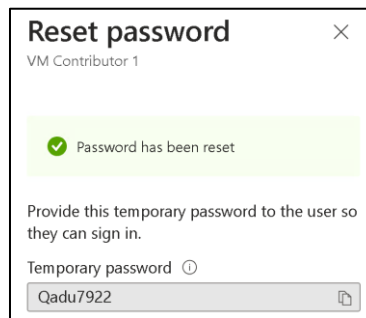 Reset password
VM Contributor 1
Password has been reset
Provide this temporary password to the user so
they can sign in.
Temporary password
Qadu7922